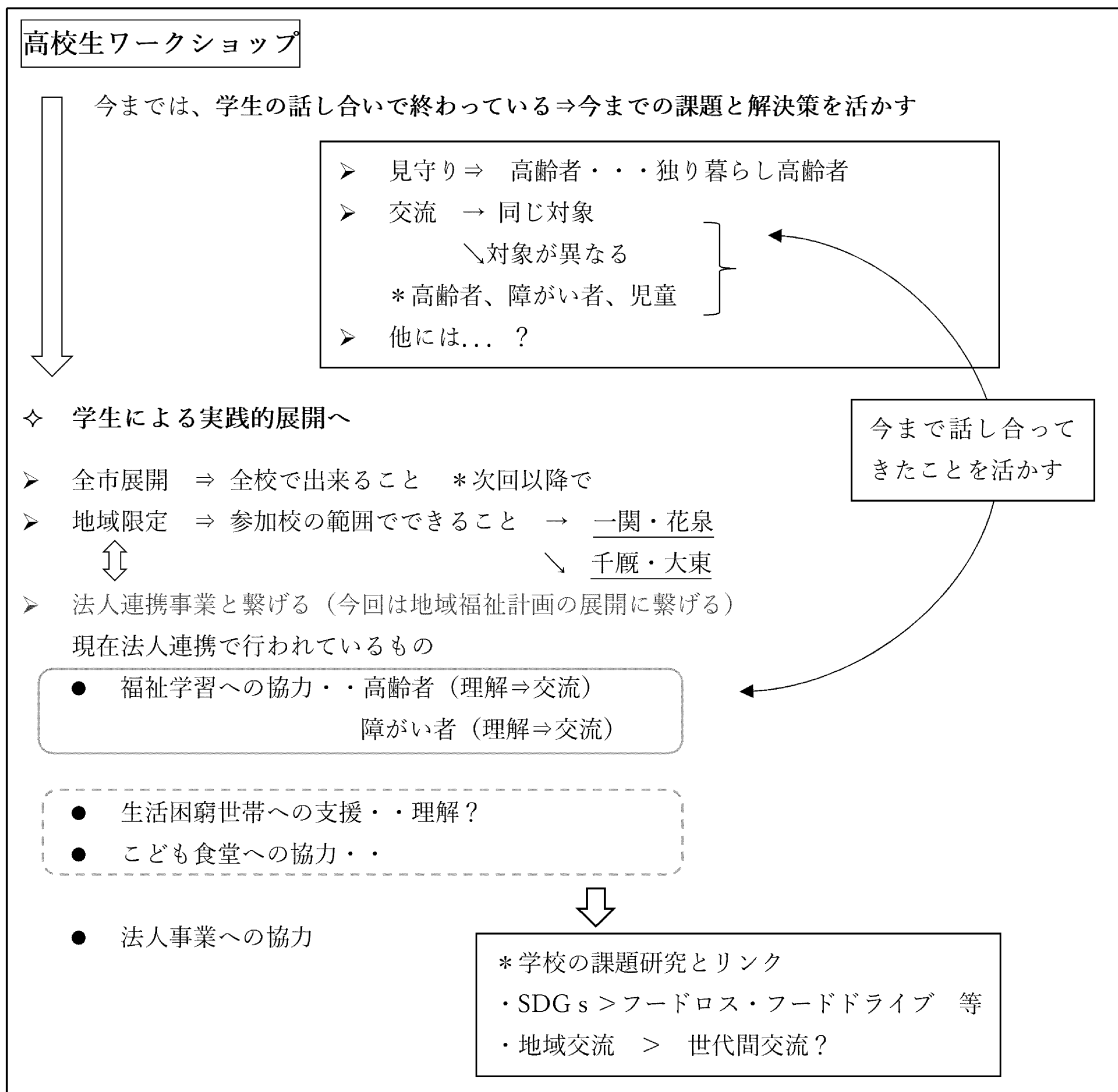 高校生ワークショップ
今までは、学生の話し合いで終わっている⇒今までの課題と解決策を活かす
➢ 見守り⇒ 高齢者・・・独り暮らし高齢者
➢ 交流 → 同じ対象
↘対象が異なる
＊高齢者、障がい者、児童
➢ 他には... ？
✧ 学生による実践的展開へ
今まで話し合って
きたことを活かす
➢ 全市展開 ⇒ 全校で出来ること ＊次回以降で
➢ 地域限定 ⇒ 参加校の範囲でできること → 一関・花泉
↘ 千厩・大東
➢ 法人連携事業と繋げる（今回は地域福祉計画の展開に繋げる）
現在法人連携で行われているもの
● 福祉学習への協力・・高齢者（理解⇒交流）
障がい者（理解⇒交流）
● 生活困窮世帯への支援・・理解？
● こども食堂への協力・・
● 法人事業への協力
＊学校の課題研究とリンク
・SDGｓ＞フードロス・フードドライブ 等
・地域交流 ＞ 世代間交流？